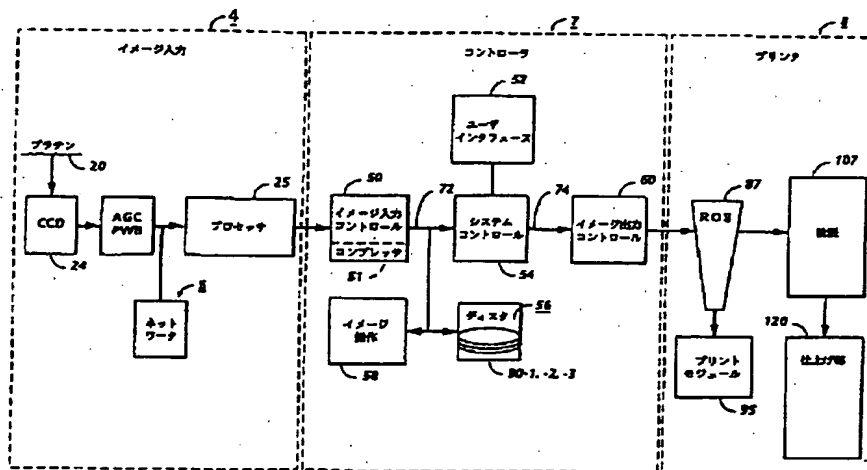 4
イメージ入力
プラテン
20
CCD
24
AGC
PWB
25
プロセッサ
ネット
ワーク
7
コントローラ
52
ユーザ
インタフェース
50
イメージ入力
コントロール
コンプレッサ
51
72
システム
コントロール
54
74
60
イメージ出力
コントロール
イメージ
操作
58
ディスク
56
90-1, -2, -3
プリンタ
87
ROS
107
プリント
モジュール
95
120
仕上げ部